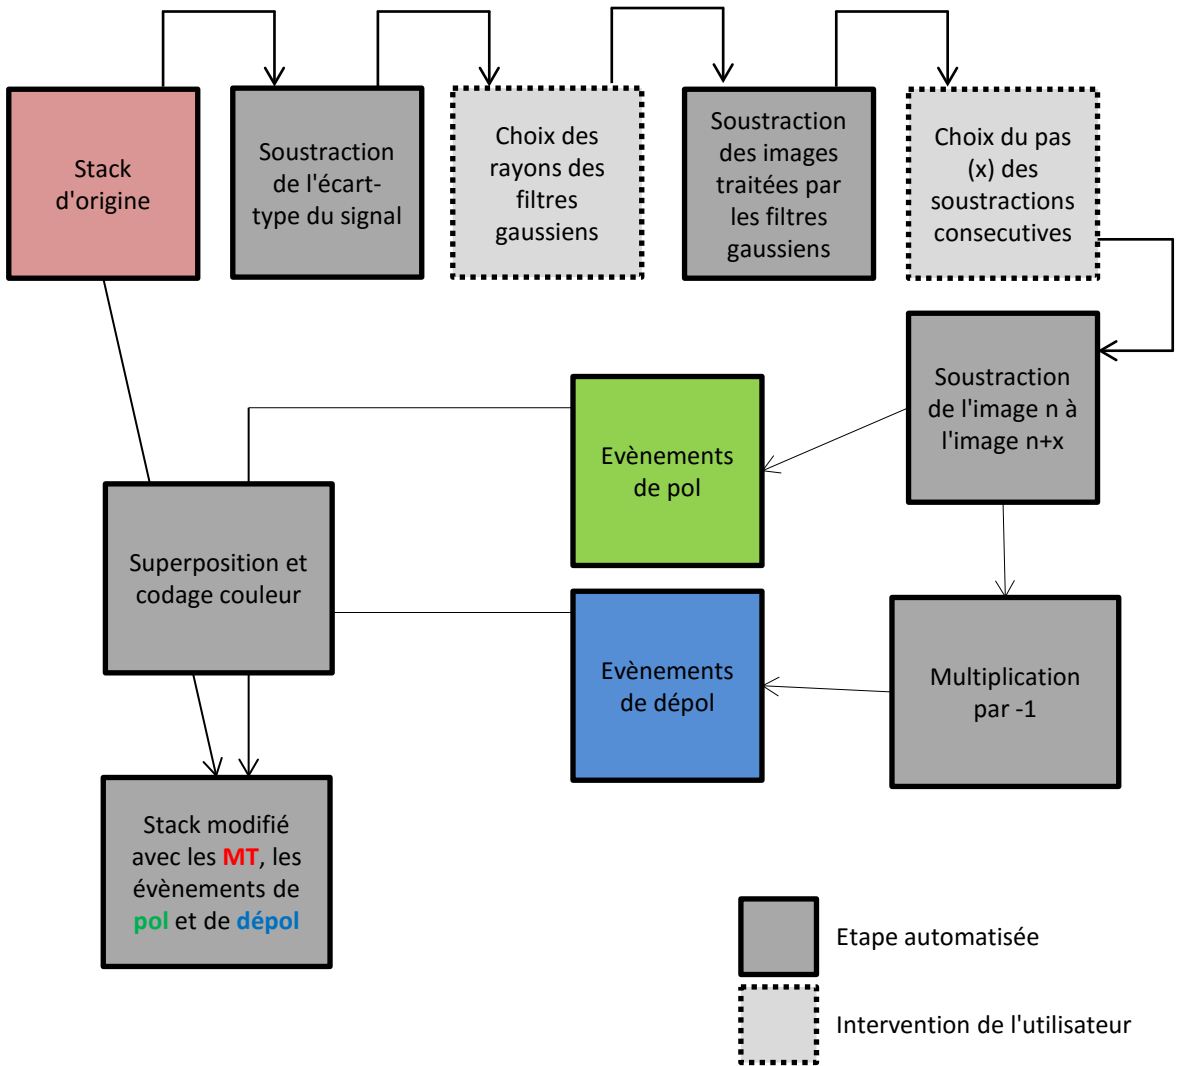 Stack
d'origine
Soustraction
de l'écart-
type du signal
Choix des
rayons des
filtres
gaussiens
Soustraction
des images
traitées par
les filtres
gaussiens
Choix du pas
(x) des
soustractions
consecutives
Soustraction
de l'image n à
l'image n+x
Evènements
de pol
Superposition et
codage couleur
Evènements
de dépol
Multiplication
par -1
Stack modifié
avec les MT, les
évènements de
pol et de dépol
Etape automatisée
Intervention de l'utilisateur